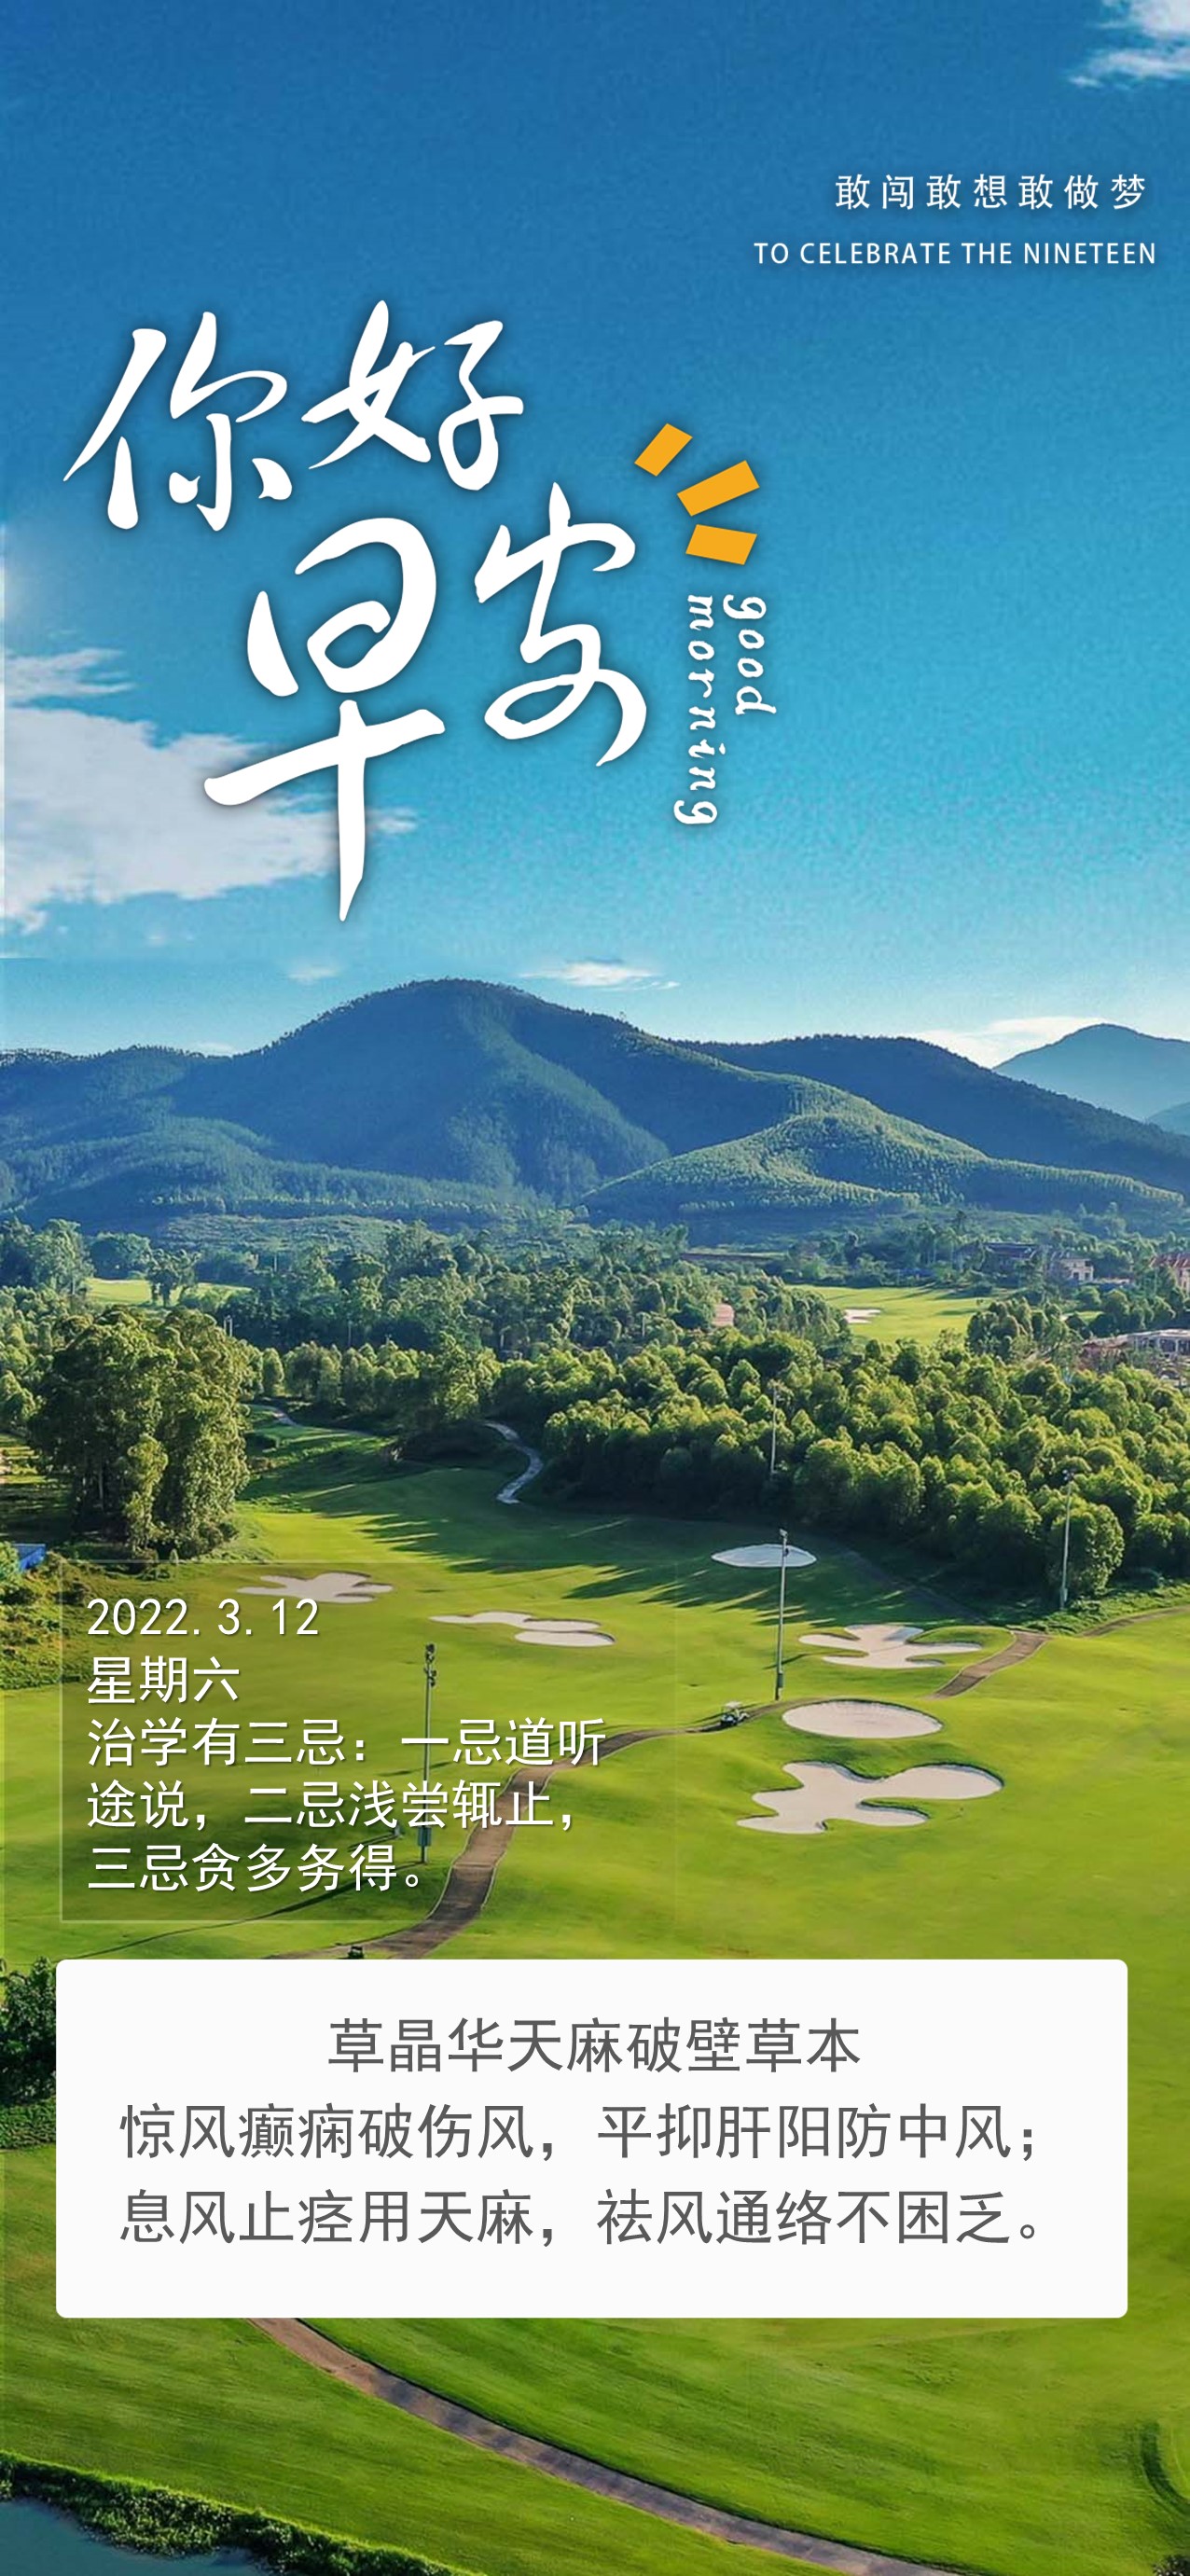 敢闯敢想敢做梦
TO CELEBRATE THE NINETEEN
你好
早安
good
morning
2022.3.12
星期六
治学有三忌：一忌道听
途说，二忌浅尝辄止，
三忌贪多务得。
草晶华天麻破壁草本
惊风癫痫破伤风，平抑肝阳防中风；
息风止痉用天麻，祛风通络不困乏。